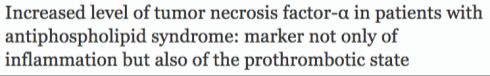 Increased level of tumor necrosis factor-α in patients with
antiphospholipid syndrome: marker not only of
inflammation but also of the prothrombotic state